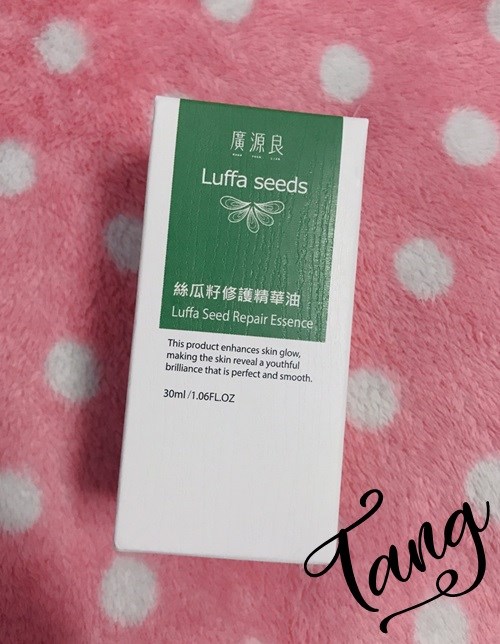 廣源良
Luffa seeds
絲瓜籽修護精華油
Luffa Seed Repair Essence
This product enhances skin glow,
making the skin reveal a youthful
brilliance that is perfect and smooth.
30ml /1.06FL.OZ
Tang